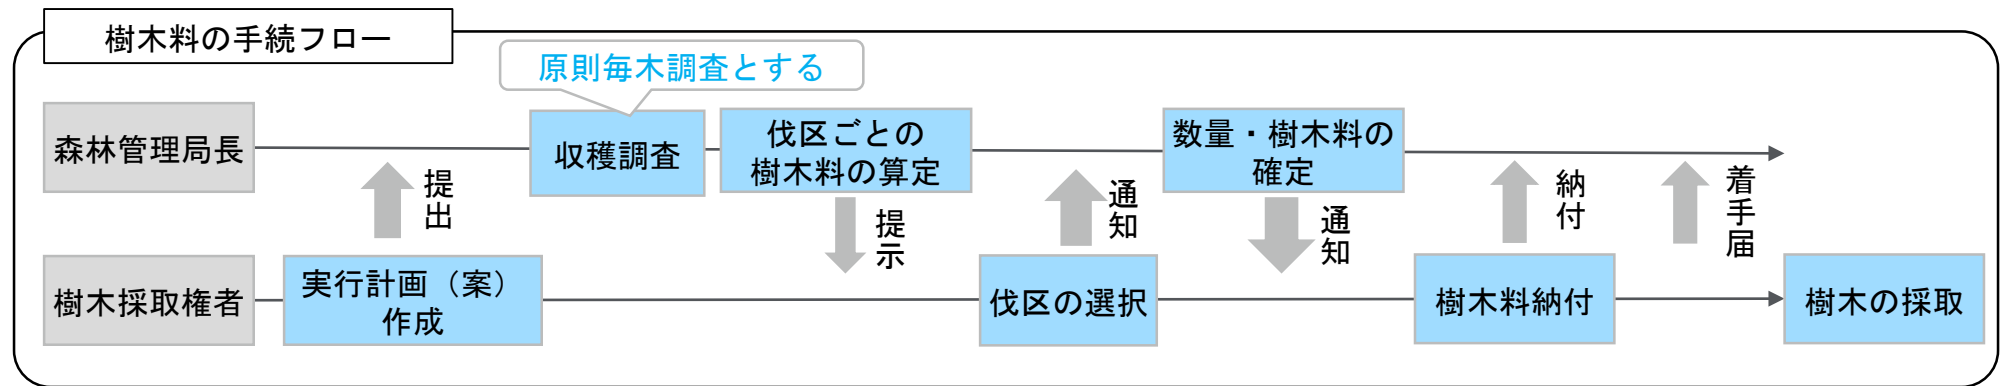 樹木料の手続フロー
原則毎木調査とする
森林管理局長
収穫調査
伐区ごとの
樹木料の算定
数量・樹木料の
確定
提出
提示
通知
通知
納付
着手届
樹木採取権者
実行計画（案）
作成
伐区の選択
樹木料納付
樹木の採取